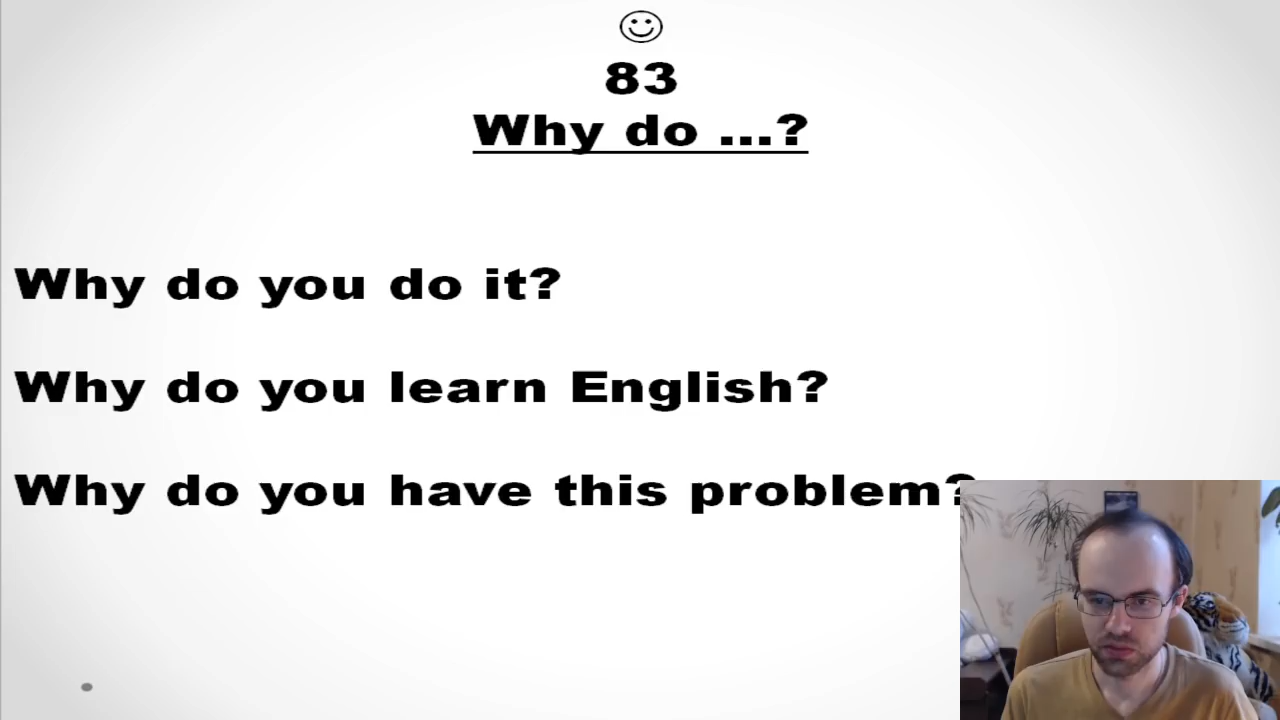 83
Why do ...?
Why do you do it?
Why do you learn English?
Why do you have this problem?